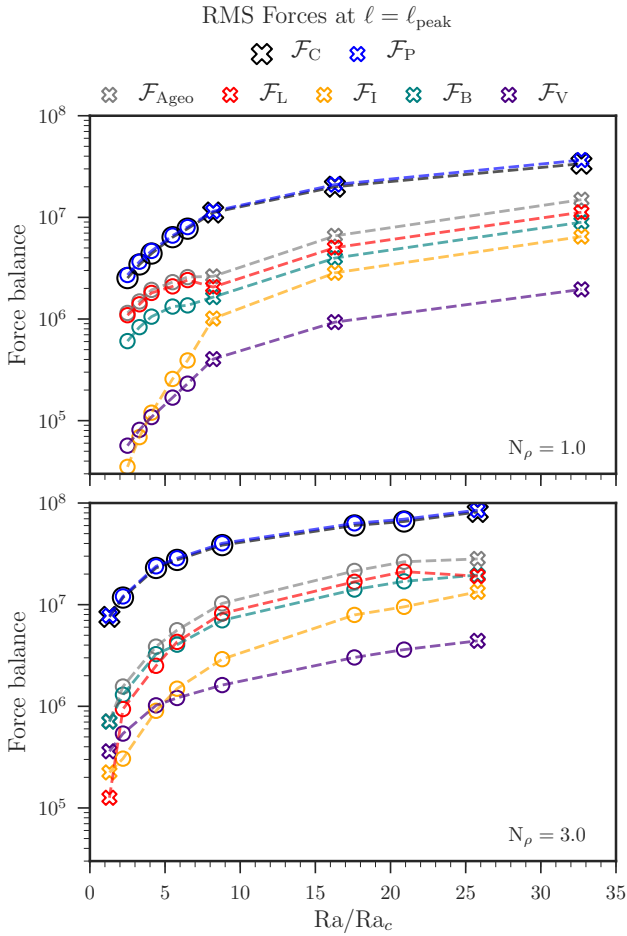 RMS Forces at ℓ = ℓ_peak
ℱ_C ℱ_P
ℱ_Ageo ℱ_L ℱ_I ℱ_B ℱ_V
10^8
10^7
10^6
10^5
Force balance
N_ρ = 1.0
10^8
10^7
10^6
10^5
Force balance
N_ρ = 3.0
0 5 10 15 20 25 30 35
Ra/Ra_c